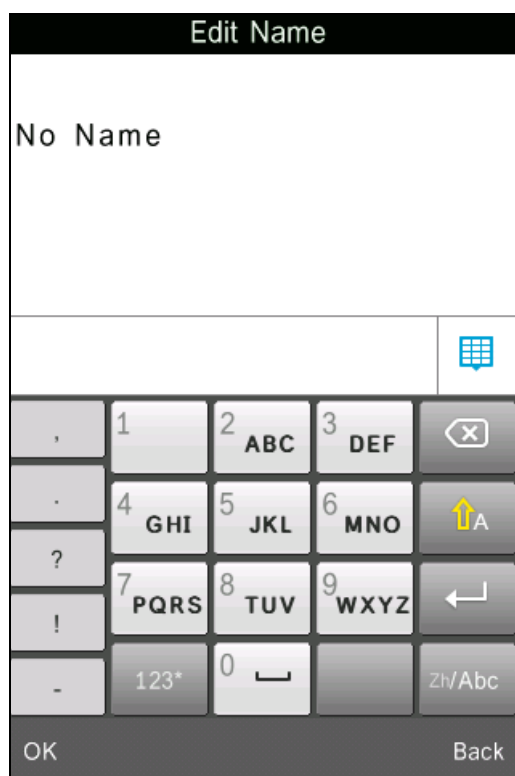 Edit Name
No Name
,
1
2 ABC
3 DEF
.
4 GHI
5 JKL
6 MNO
A
?
7 PQRS
8 TUV
9 WXYZ
!
-
123*
0
Zh/Abc
OK
Back